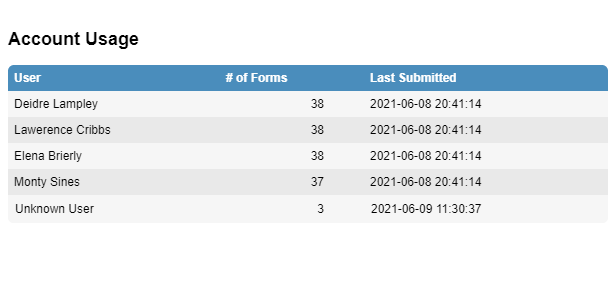 Account Usage
User # of Forms Last Submitted
Deidre Lampley 38 2021-06-08 20:41:14
Lawerence Cribbs 38 2021-06-08 20:41:14
Elena Brierly 38 2021-06-08 20:41:14
Monty Sines 37 2021-06-08 20:41:14
Unknown User 3 2021-06-09 11:30:37